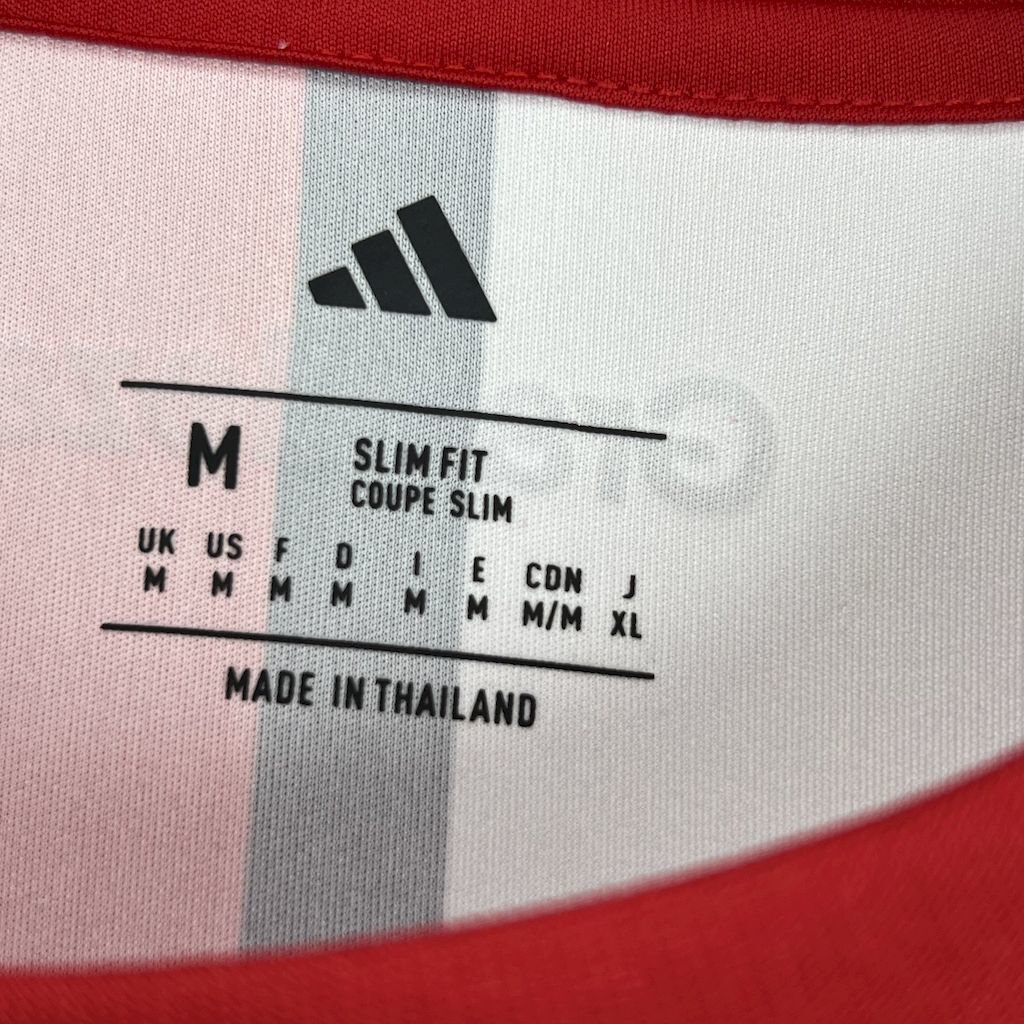 M
SLIM FIT
COUPE SLIM
UK US F D I E CDN J
M M M M M M M/M XL
MADE IN THAILAND